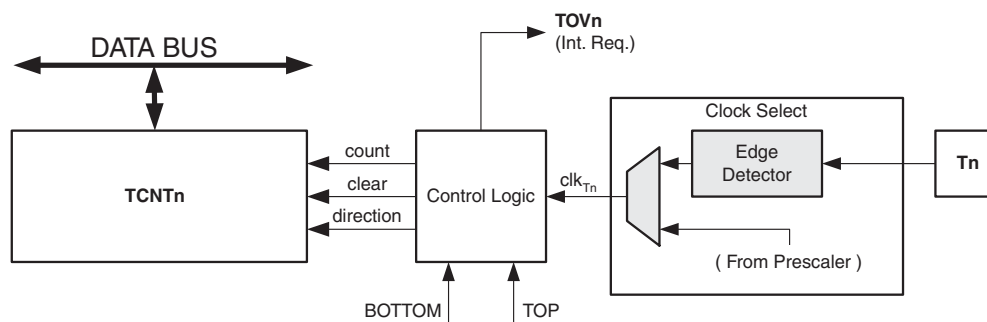 TOVn
(Int. Req.)
DATA BUS
Clock Select
count
Edge
Detector
Tn
TCNTn
clear
Control Logic
clkTn
direction
( From Prescaler )
BOTTOM
TOP